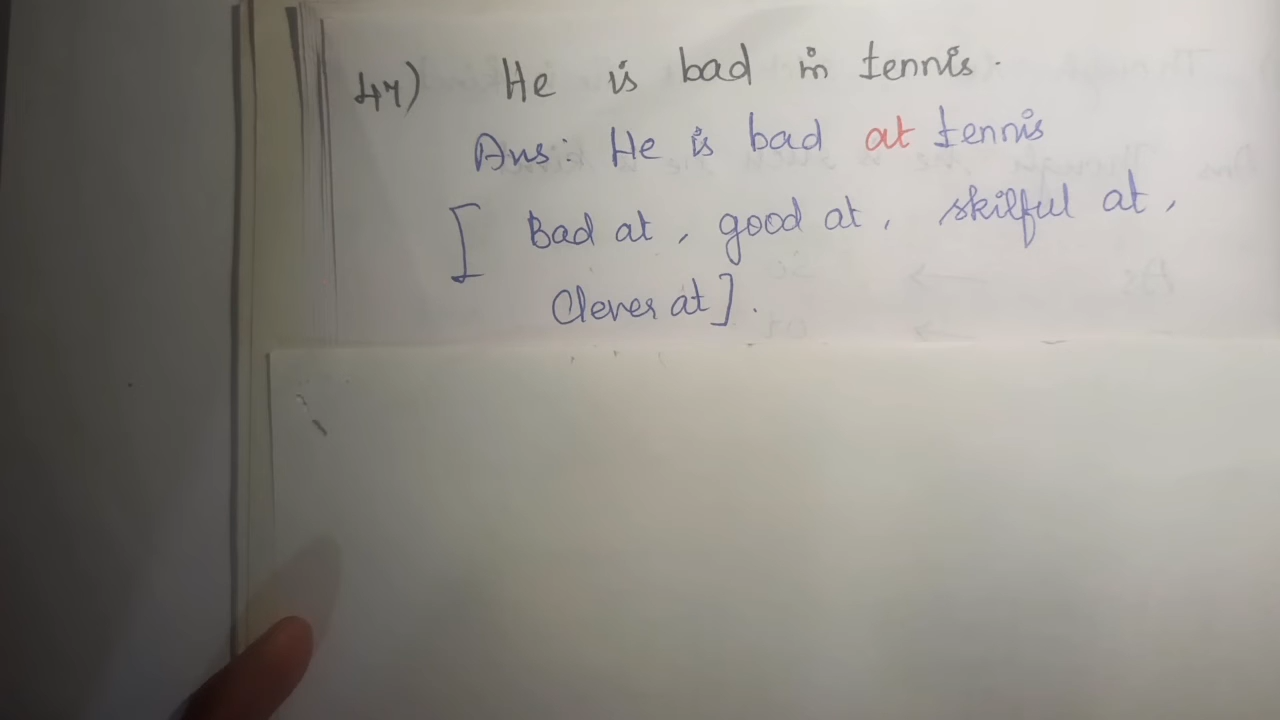 47) He is bad in tennis.
Ans: He is bad at tennis
[ Bad at, good at, skilful at,
Clever at].